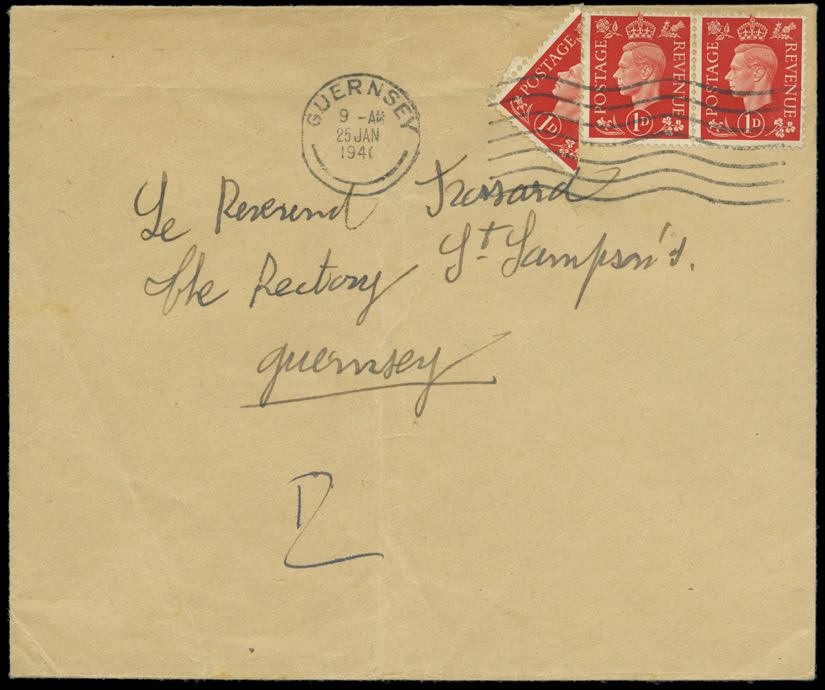 GUERNSEY
9 -AM
25 JAN
194
POSTAGE 1D
POSTAGE REVENUE 1D
POSTAGE REVENUE 1D
Le Reverend Frossard
The Rectory St Sampson's.
Guernsey